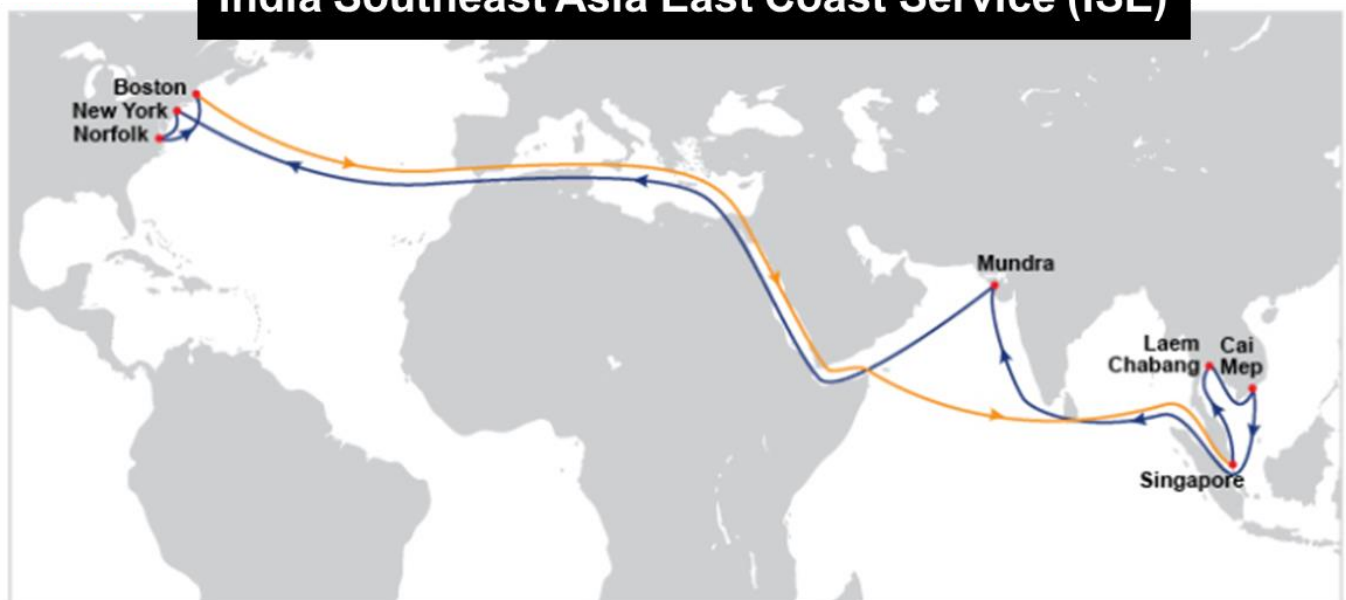 India Southeast Asia East Coast Service (ISE)
Boston
New York
Norfolk
Mundra
Laem
Chabang
Cai
Mep
Singapore